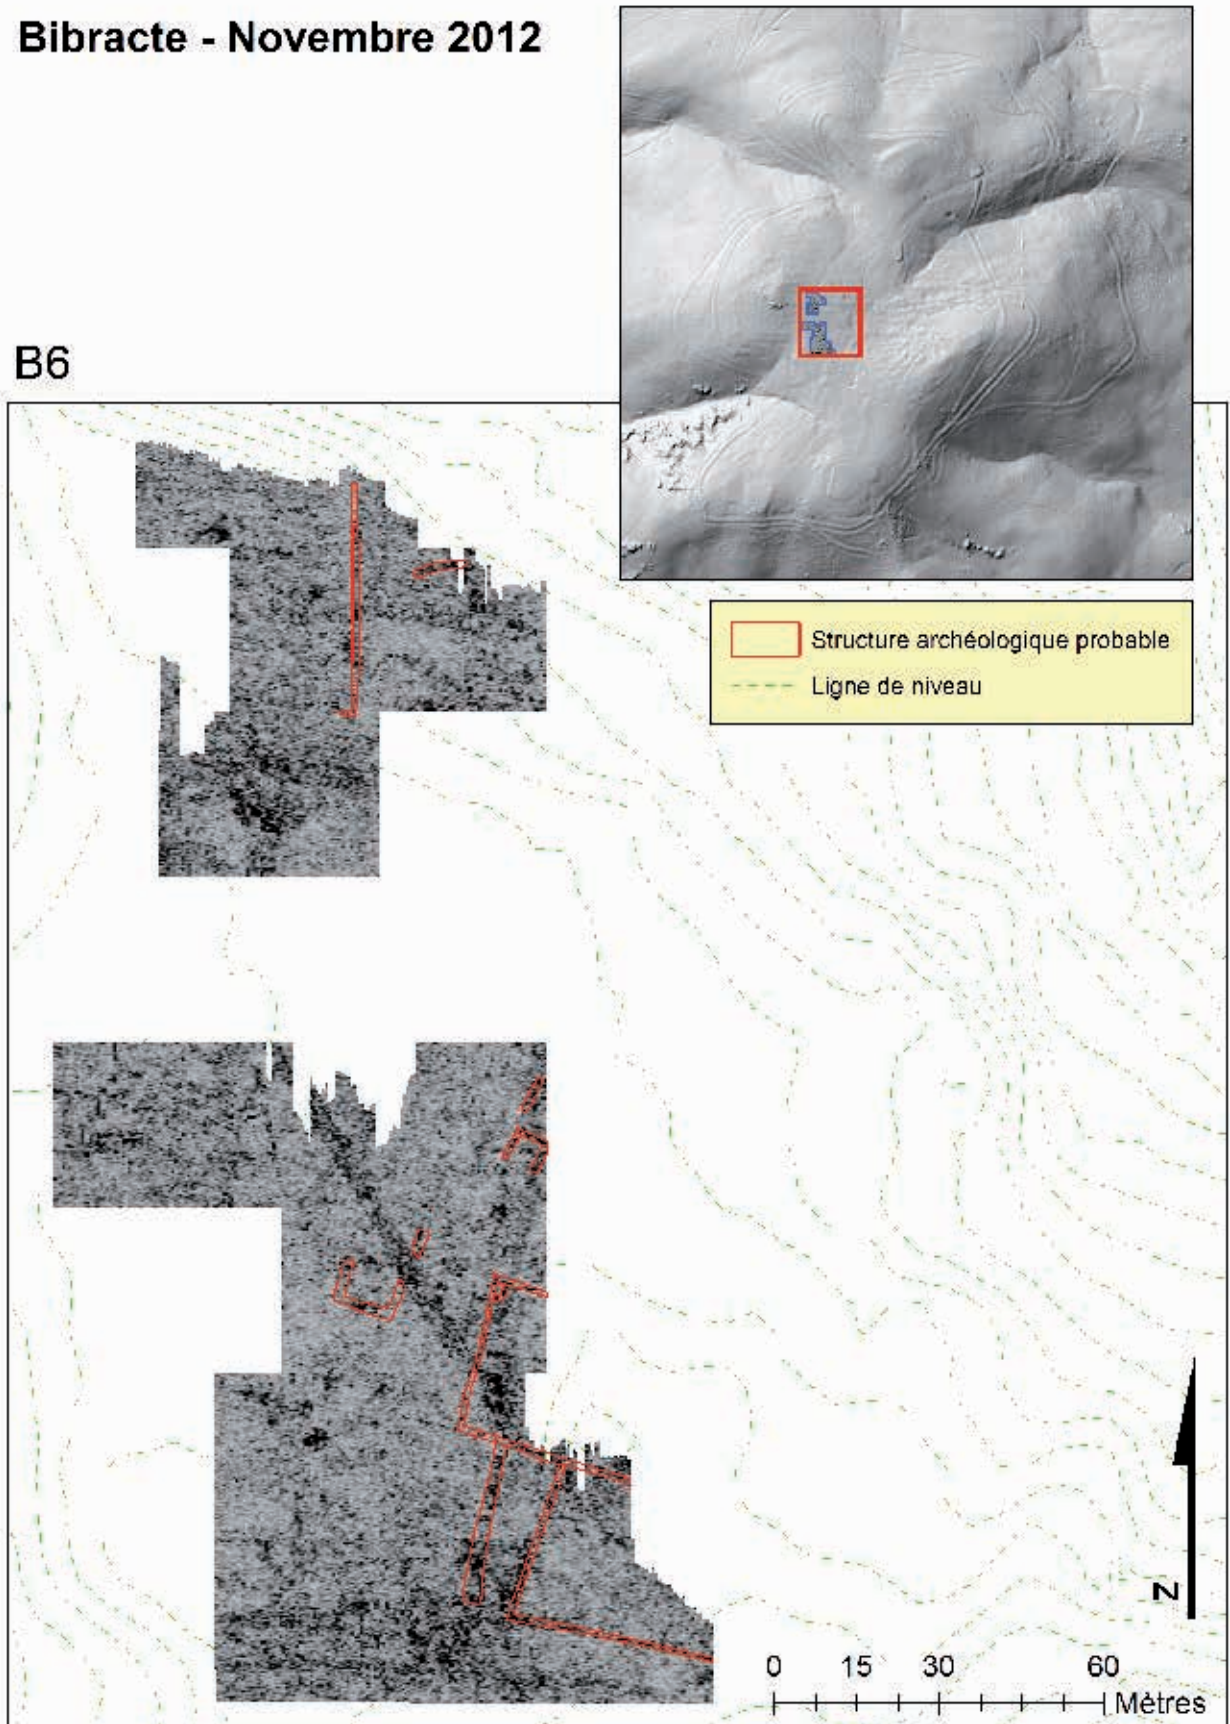 Bibracte - Novembre 2012
B6
Structure archéologique probable
Ligne de niveau
N
0 15 30 60
Mètres